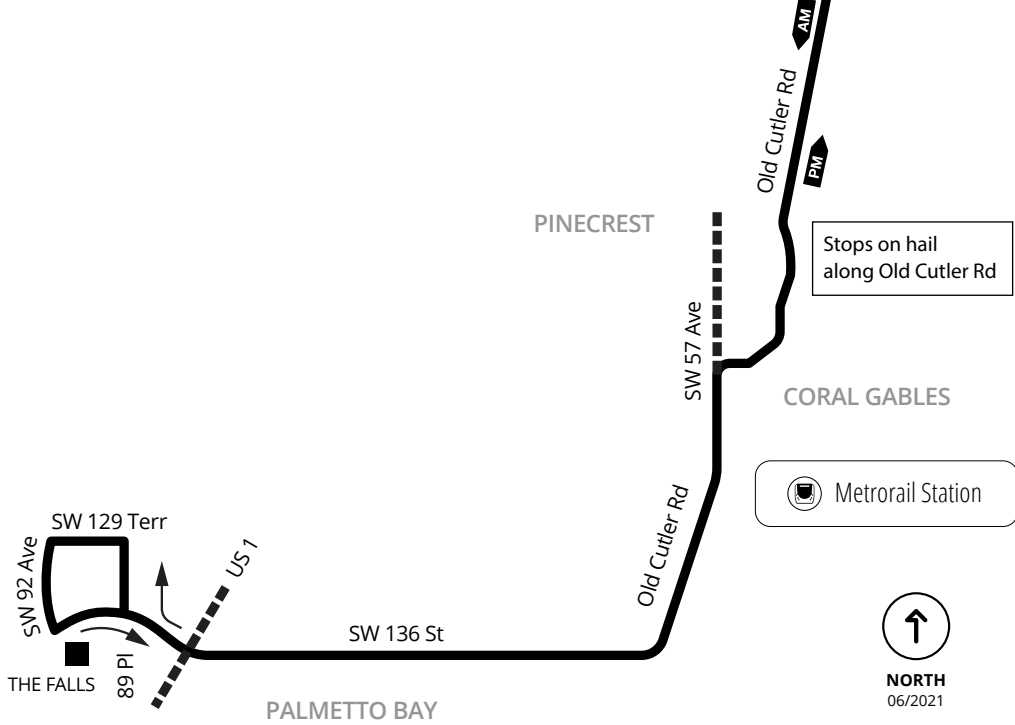 AM
Old Cutler Rd
PM
PINECREST
Stops on hail
along Old Cutler Rd
SW 57 Ave
CORAL GABLES
Metrorail Station
Old Cutler Rd
SW 129 Terr
SW 92 Ave
US 1
SW 136 St
THE FALLS
89 Pl
NORTH
06/2021
PALMETTO BAY